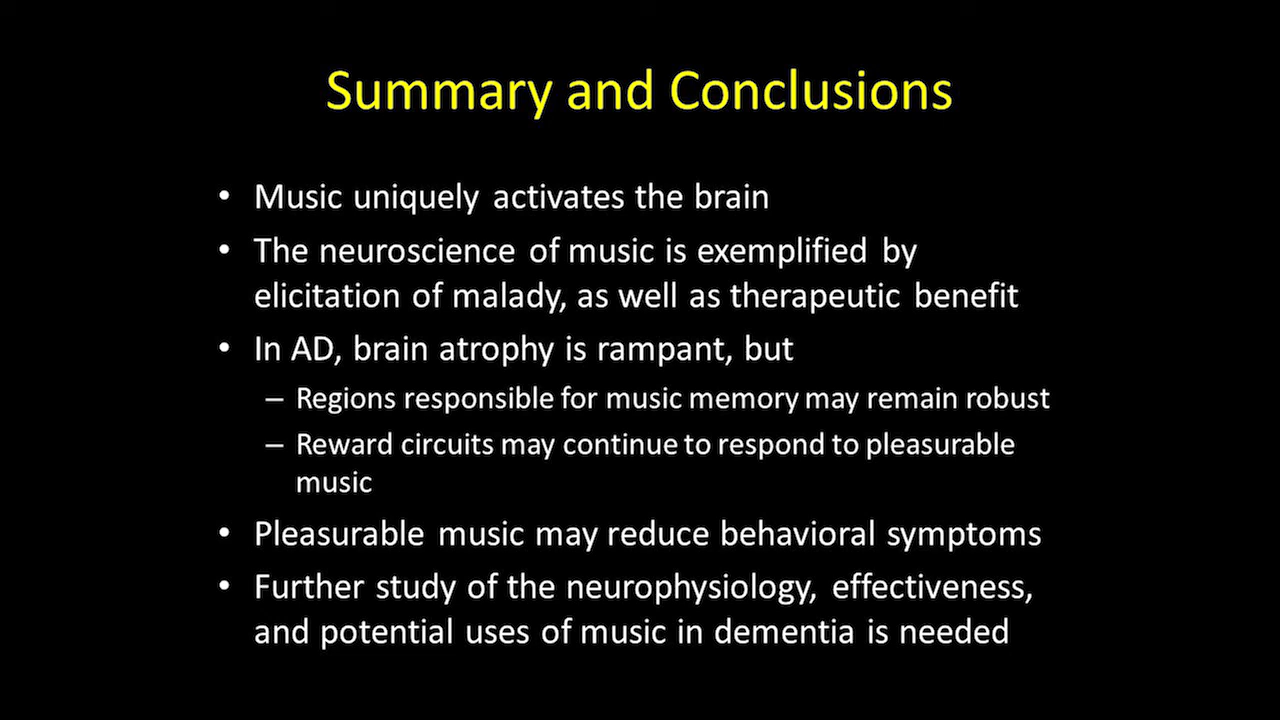 Summary and Conclusions
• Music uniquely activates the brain
• The neuroscience of music is exemplified by
elicitation of malady, as well as therapeutic benefit
• In AD, brain atrophy is rampant, but
– Regions responsible for music memory may remain robust
– Reward circuits may continue to respond to pleasurable
music
• Pleasurable music may reduce behavioral symptoms
• Further study of the neurophysiology, effectiveness,
and potential uses of music in dementia is needed